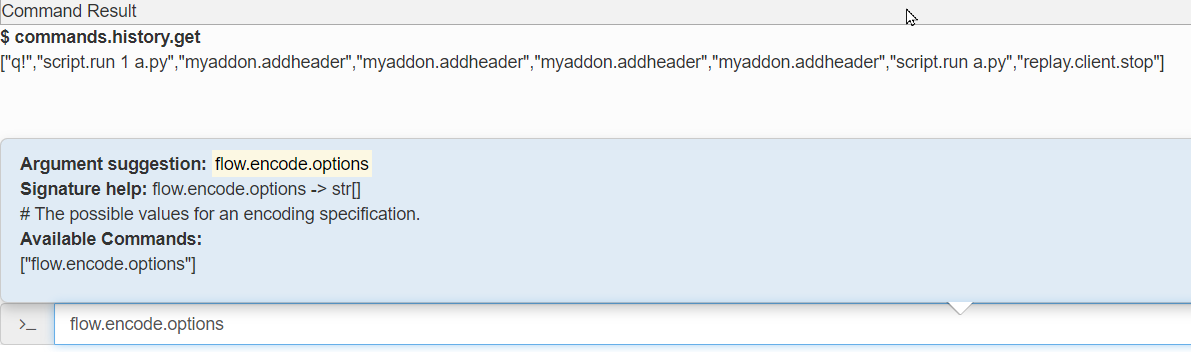 Command Result
$ commands.history.get
["q!","script.run 1 a.py","myaddon.addheader","myaddon.addheader","myaddon.addheader","myaddon.addheader","script.run a.py","replay.client.stop"]
Argument suggestion: flow.encode.options
Signature help: flow.encode.options -> str[]
# The possible values for an encoding specification.
Available Commands:
["flow.encode.options"]
>_ flow.encode.options